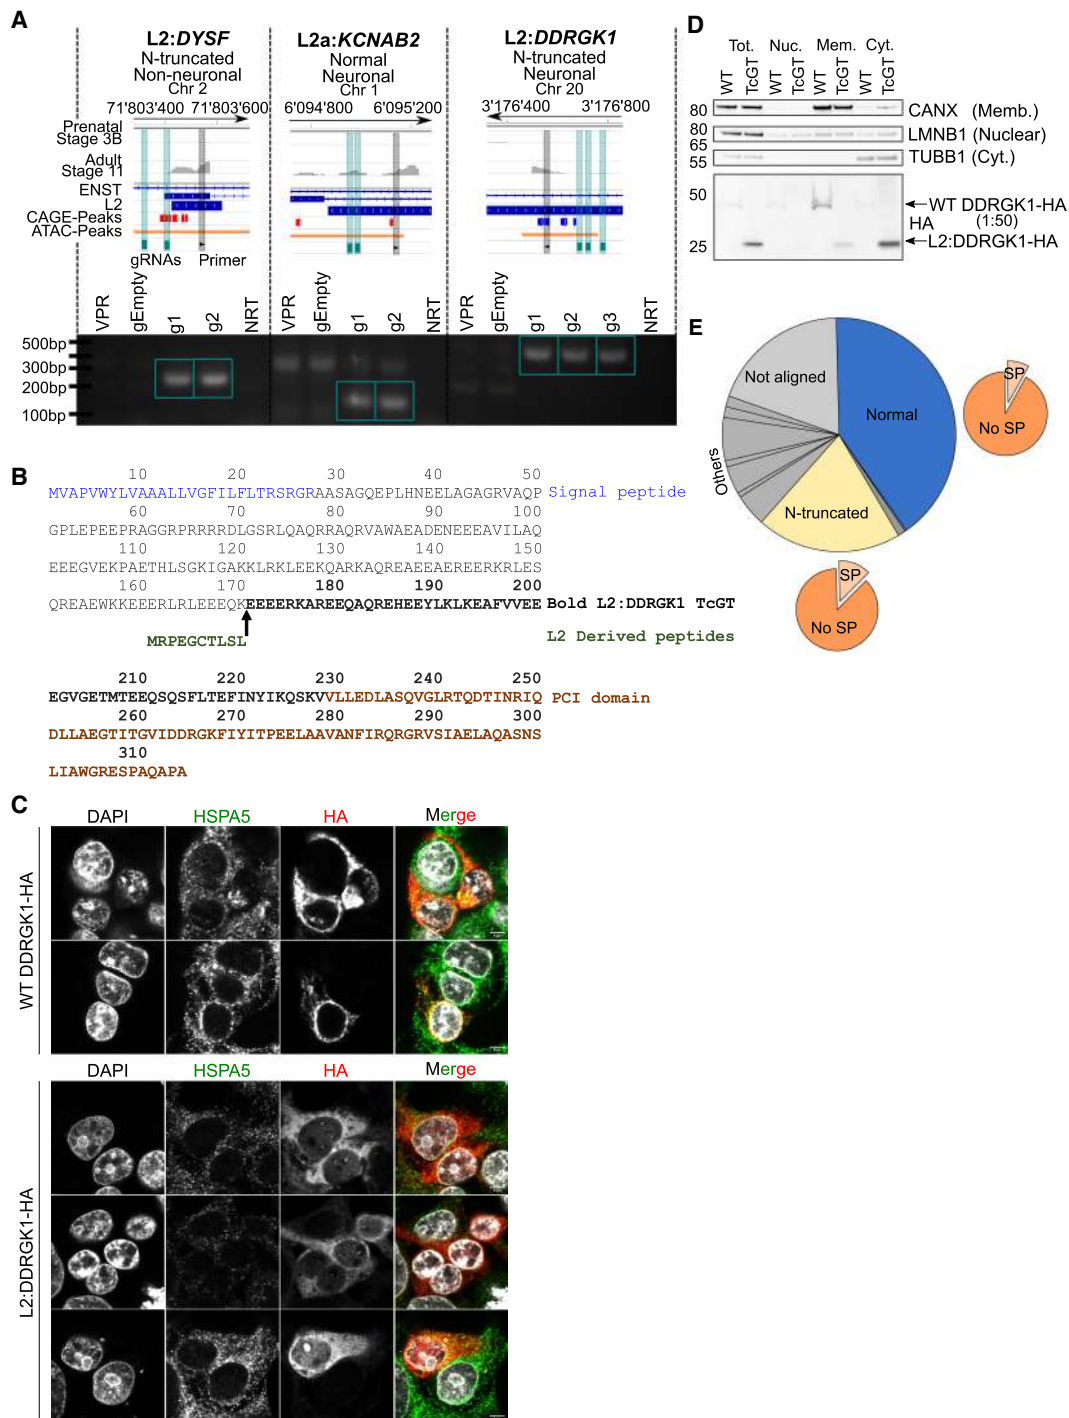 A
L2:DYSF
N-truncated
Non-neuronal
Chr 2
71'803'400 71'803'600
L2a:KCNAB2
Normal
Neuronal
Chr 1
6'094'800 6'095'200
L2:DDRGK1
N-truncated
Neuronal
Chr 20
3'176'400 3'176'800
Prenatal
Stage 3B
Adult
Stage 11
ENST
L2
CAGE-Peaks
ATAC-Peaks
gRNAs Primer
VPR gEmpty g1 g2 NRT VPR gEmpty g1 g2 NRT VPR gEmpty g1 g2 g3 NRT
500bp
300bp
200bp
100bp
B
10 20 30 40 50
MVAPVWYLVAAALLVGFILFLTRSRGRAASAGQEPLHNEELAGAGRVAQP Signal peptide
60 70 80 90 100
GPLEPEEPRAGGRPRRRRDLGSRLQAQRRAQRVAWAEADENEEEAVILAQ
110 120 130 140 150
EEEGVEKPAETHLSGKIGAKKLRKLEEKQARKAQREAEEAEREERKRLES
160 170 180 190 200
QREAEWKKEEERLRLEEEQKEEEERKAREEQAQREHEEYLKLKEAFVVEE Bold L2:DDRGK1 TcGT
MRPEGCTLSL L2 Derived peptides
210 220 230 240 250
EGVGETMTEEQSQSFLTEFINYIKQSKVVLLEDLASQVGLRTQDTINRIQ PCI domain
260 270 280 290 300
DLLAEGTITGVIDDRGKFIYITPEELAAVANFIRQRGRVSIAELAQASNS
310
LIAWGRESPAQAPA
C
DAPI HSPA5 HA Merge
WT DDRGK1-HA
DAPI HSPA5 HA Merge
L2:DDRGK1-HA
D
Tot. Nuc. Mem. Cyt.
WT TcGT WT TcGT WT TcGT WT TcGT
80 CANX (Memb.)
80 LMNB1 (Nuclear)
65
55 TUBB1 (Cyt.)
50
WT DDRGK1-HA
HA (1:50)
25 L2:DDRGK1-HA
E
Not aligned
Normal
Others
N-truncated
SP
No SP
SP
No SP